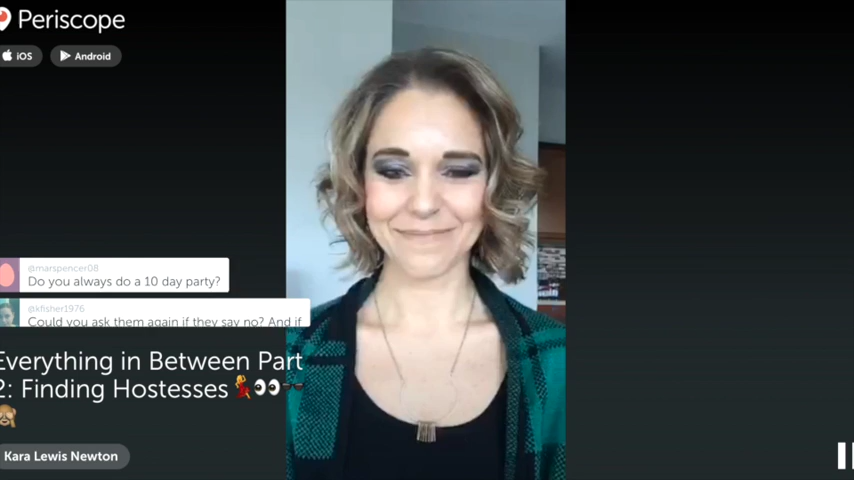 Periscope
iOS
Android
@marspencer08
Do you always do a 10 day party?
@kfisher1976
Could you ask them again if they say no? And if
Everything in Between Part
2: Finding Hostesses 💃👀🕶
🙈
Kara Lewis Newton